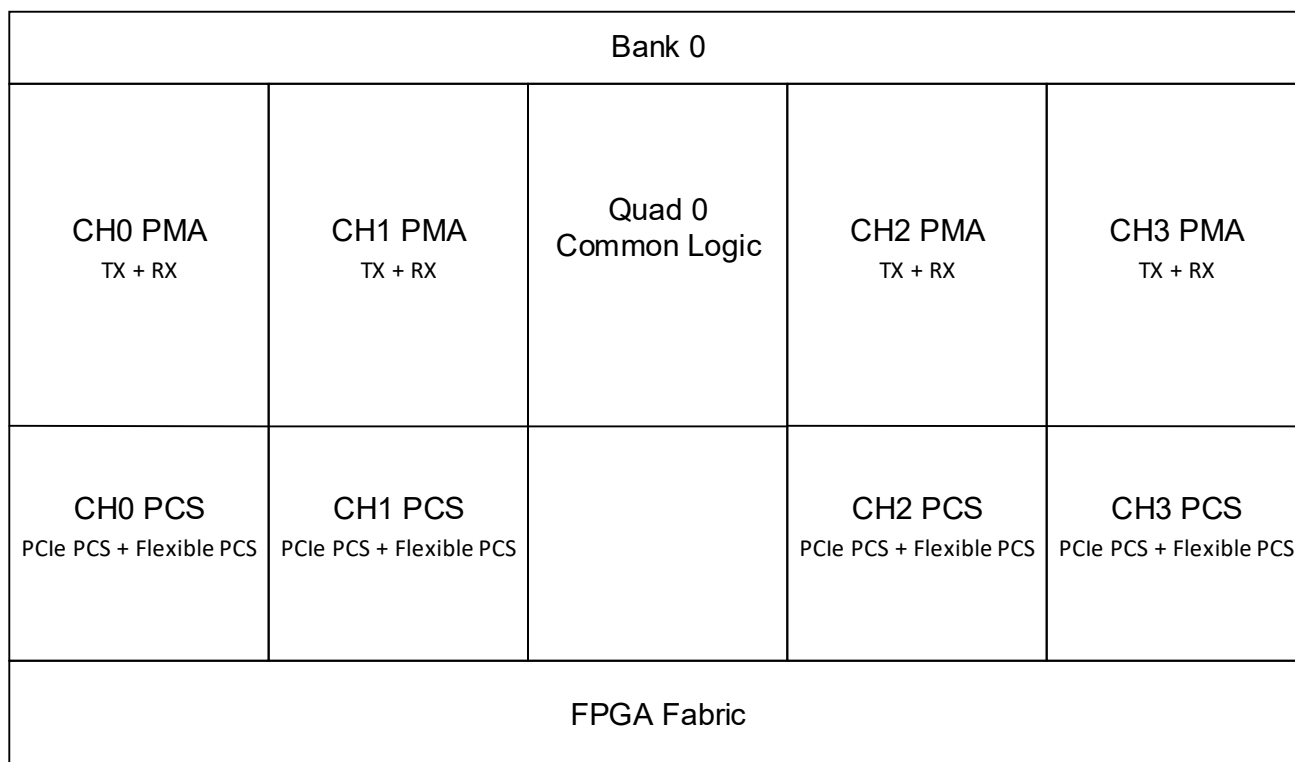 Bank 0
CH0 PMA
TX + RX
CH1 PMA
TX + RX
Quad 0
Common Logic
CH2 PMA
TX + RX
CH3 PMA
TX + RX
CH0 PCS
PCIe PCS + Flexible PCS
CH1 PCS
PCIe PCS + Flexible PCS
CH2 PCS
PCIe PCS + Flexible PCS
CH3 PCS
PCIe PCS + Flexible PCS
FPGA Fabric